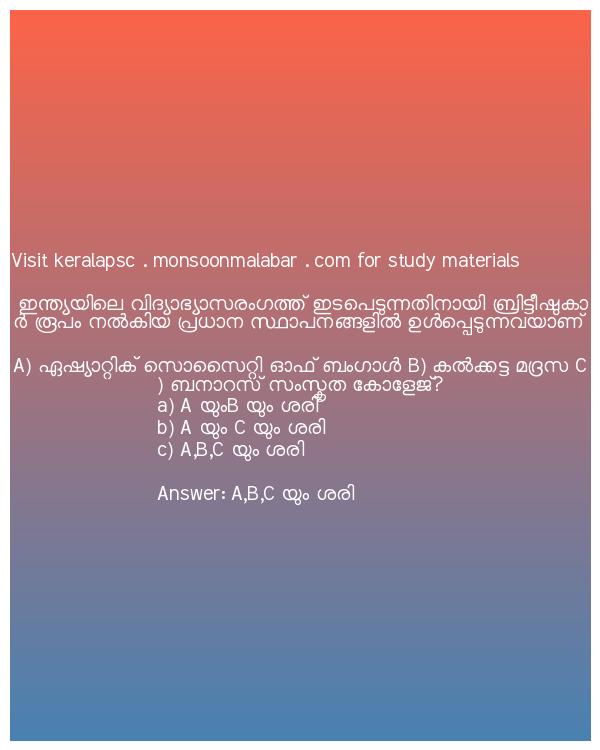 Visit keralapsc . monsoonmalabar . com for study materials
ഇന്ത്യയിലെ വിദ്യാഭ്യാസരംഗത്ത് ഇടപെടുന്നതിനായി ബ്രിട്ടീഷുകാ
ർ രൂപം നൽകിയ പ്രധാന സ്ഥാപനങ്ങളിൽ ഉൾപ്പെടുന്നവയാണ്
A) ഏഷ്യാറ്റിക് സൊസൈറ്റി ഓഫ് ബംഗാൾ B) കൽക്കട്ട മദ്രസ C
) ബനാറസ് സംസ്കൃത കോളേജ്?
a) A യുംB യും ശരി
b) A യും C യും ശരി
c) A,B,C യും ശരി
Answer: A,B,C യും ശരി